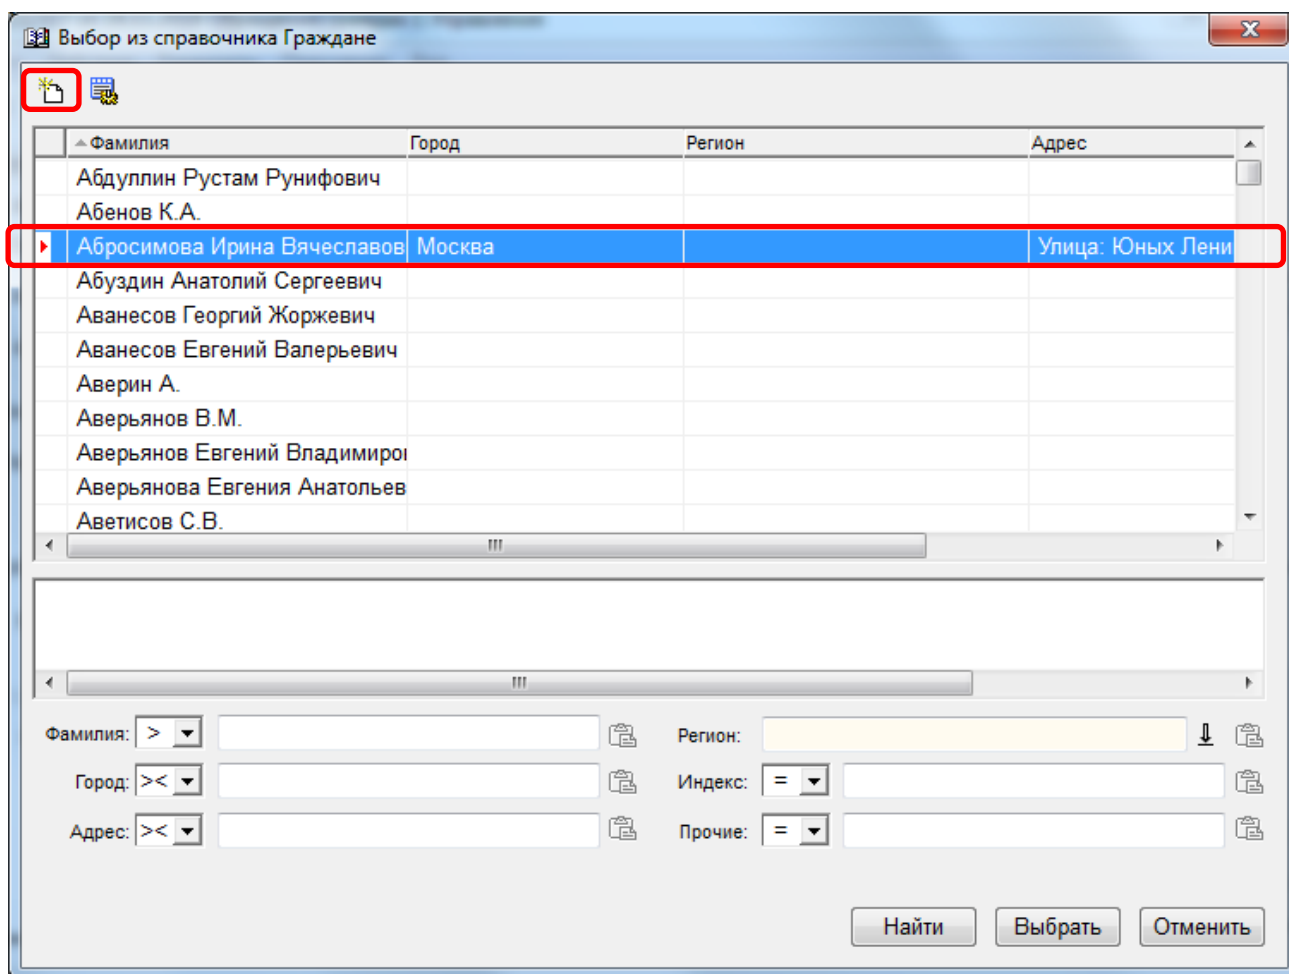 Выбор из справочника Граждане
Фамилия Город Регион Адрес
Абдуллин Рустам Рунифович
Абенов К.А.
Абросимова Ирина Вячеславов Москва Улица: Юных Лени
Абуздин Анатолий Сергеевич
Аванесов Георгий Жоржевич
Аванесов Евгений Валерьевич
Аверин А.
Аверьянов В.М.
Аверьянов Евгений Владимиро
Аверьянова Евгения Анатольев
Аветисов С.В.
Фамилия: > Регион:
Город: >< Индекс: =
Адрес: >< Прочие: =
Найти Выбрать Отменить